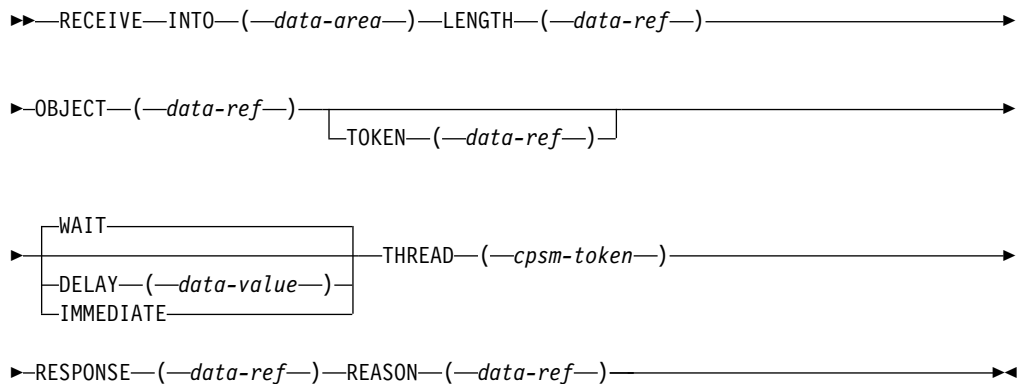 RECEIVE INTO ( data-area ) LENGTH ( data-ref )
OBJECT ( data-ref )
TOKEN ( data-ref )
WAIT
THREAD ( cpsm-token )
DELAY ( data-value )
IMMEDIATE
RESPONSE ( data-ref ) REASON ( data-ref )